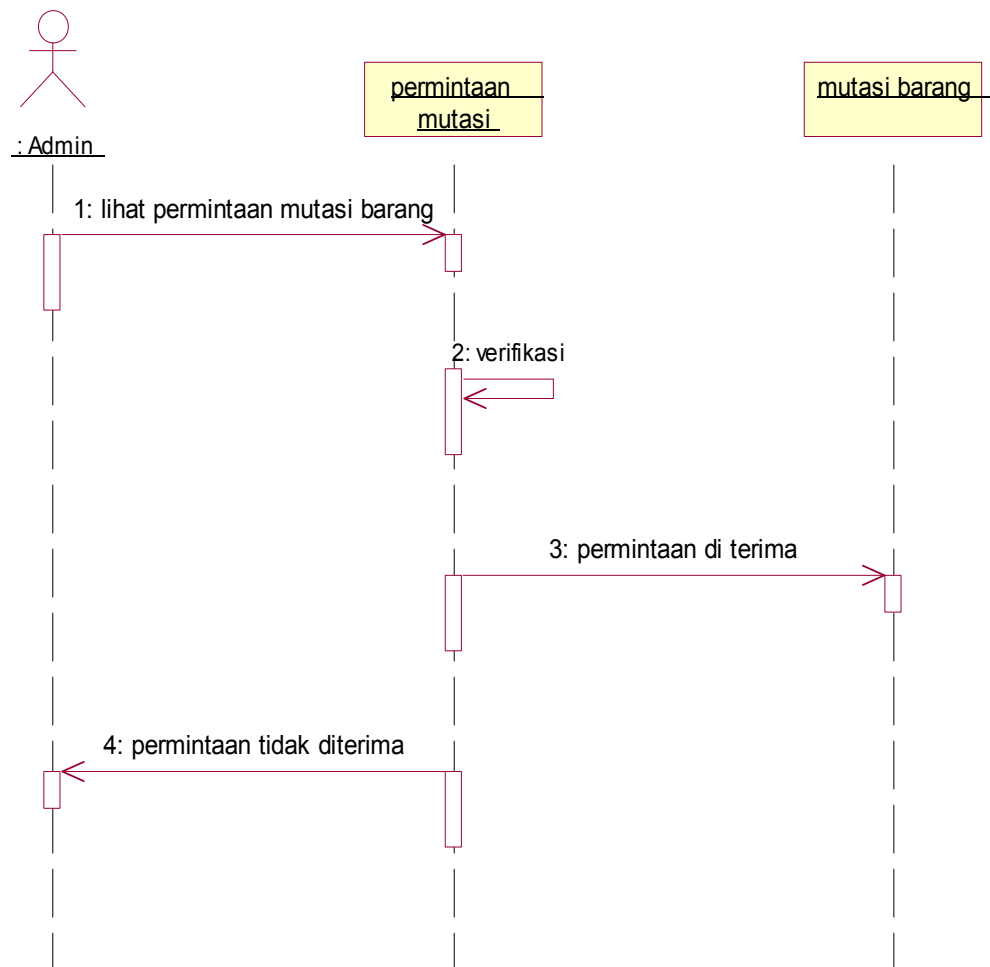 : Admin
permintaan
mutasi
mutasi barang
1: lihat permintaan mutasi barang
2: verifikasi
3: permintaan di terima
4: permintaan tidak diterima